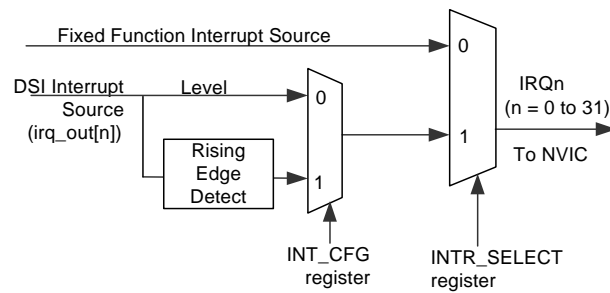 Fixed Function Interrupt Source
0
DSI Interrupt
Source
(irq_out[n])
Level
0
IRQn
(n = 0 to 31)
1
To NVIC
Rising
Edge
Detect
1
INT_CFG
register
INTR_SELECT
register